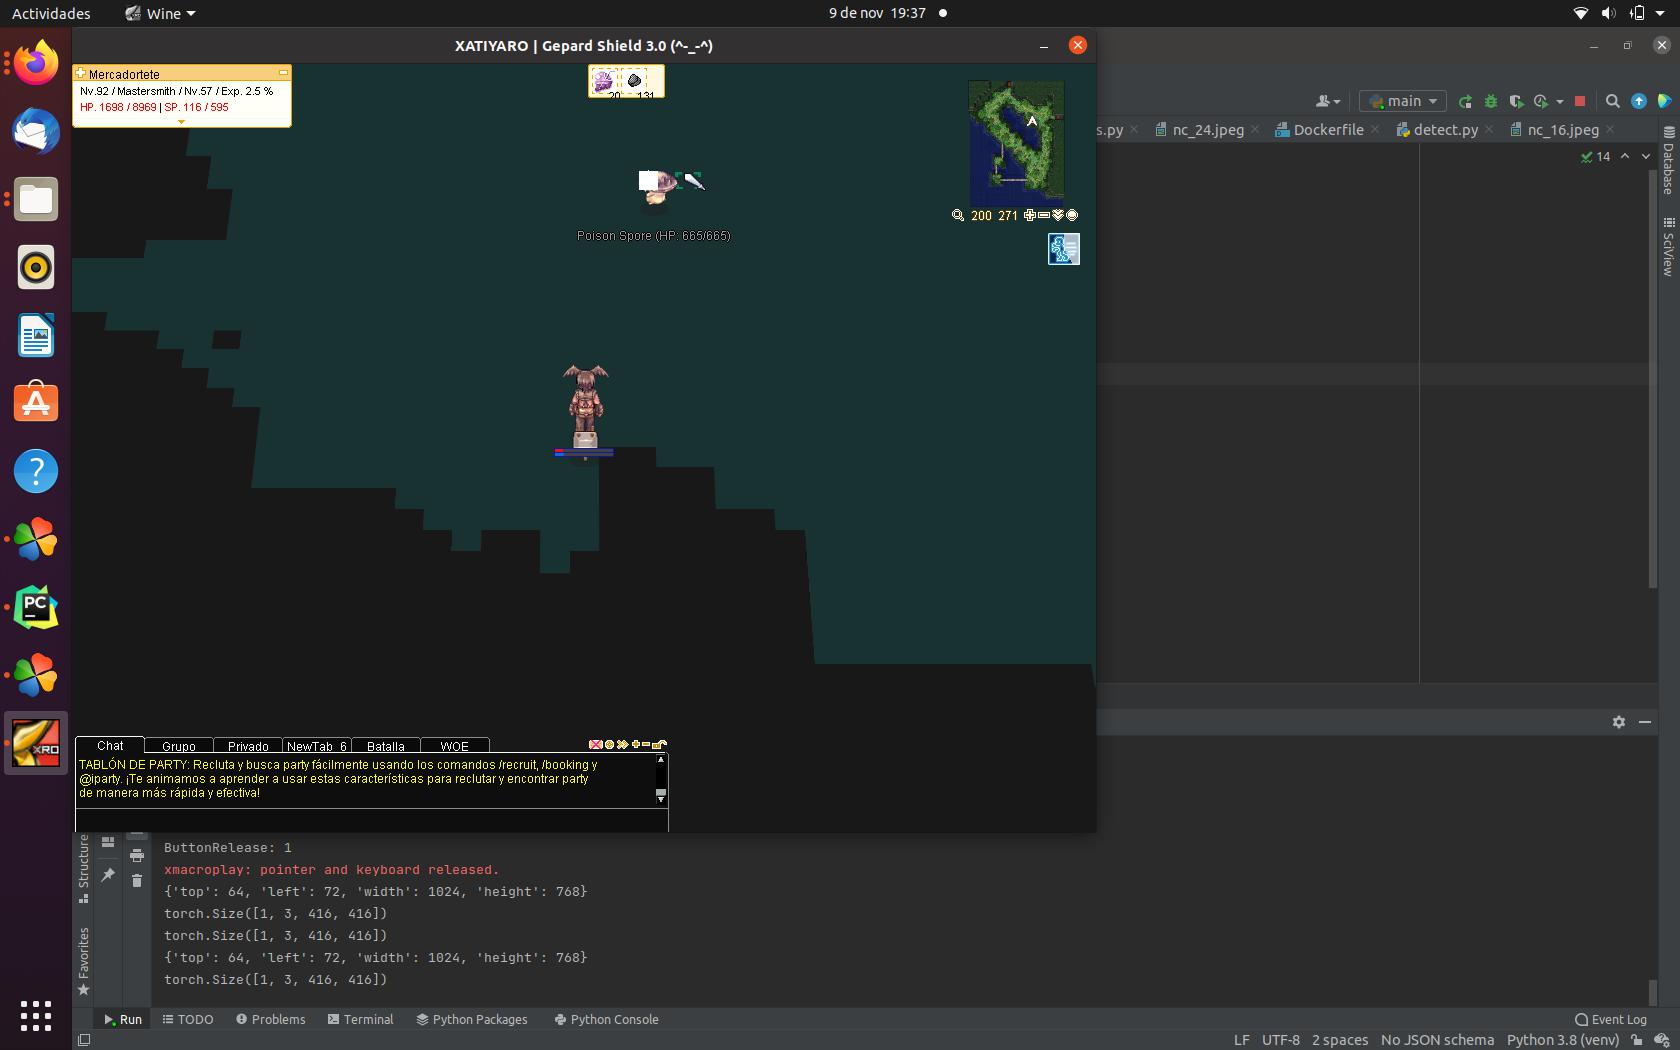 Actividades
Wine
9 de nov 19:37
XATIYARO | Gepard Shield 3.0 (^-_-^)
Mercadortete
Nv.92 / Mastersmith / Nv.57 / Exp. 2.5 %
HP. 1698 / 8969 | SP. 116 / 595
20
131
Poison Spore (HP: 665/665)
200 271
main
s.py
nc_24.jpeg
Dockerfile
detect.py
nc_16.jpeg
14
Database
SciView
PC
XRO
Chat
Grupo
Privado
NewTab_6
Batalla
WOE
TABLÓN DE PARTY: Recluta y busca party fácilmente usando los comandos /recruit, /booking y
@iparty. ¡Te animamos a aprender a usar estas características para reclutar y encontrar party
de manera más rápida y efectiva!
Structure
Favorites
ButtonRelease: 1
xmacroplay: pointer and keyboard released.
{'top': 64, 'left': 72, 'width': 1024, 'height': 768}
torch.Size([1, 3, 416, 416])
torch.Size([1, 3, 416, 416])
{'top': 64, 'left': 72, 'width': 1024, 'height': 768}
torch.Size([1, 3, 416, 416])
Run
TODO
Problems
Terminal
Python Packages
Python Console
Event Log
LF
UTF-8
2 spaces
No JSON schema
Python 3.8 (venv)